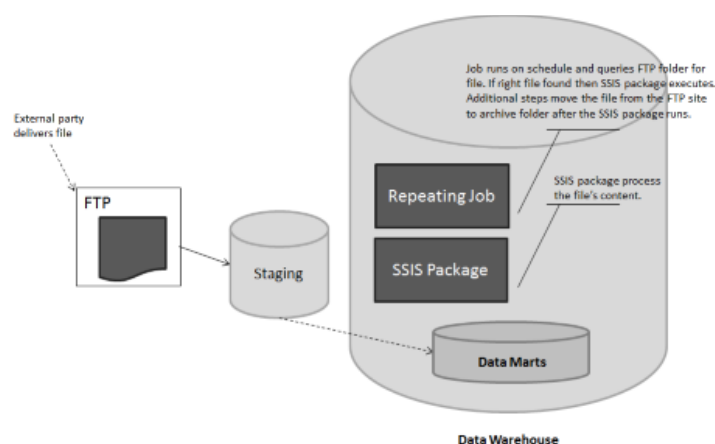 Job runs on schedule and queries FTP folder for
file. If right file found then SSIS package executes.
Additional steps move the file from the FTP site
to archive folder after the SSIS package runs.
External party
delivers file
SSIS package process
the file's content.
FTP
Repeating Job
Staging
SSIS Package
Data Marts
Data Warehouse